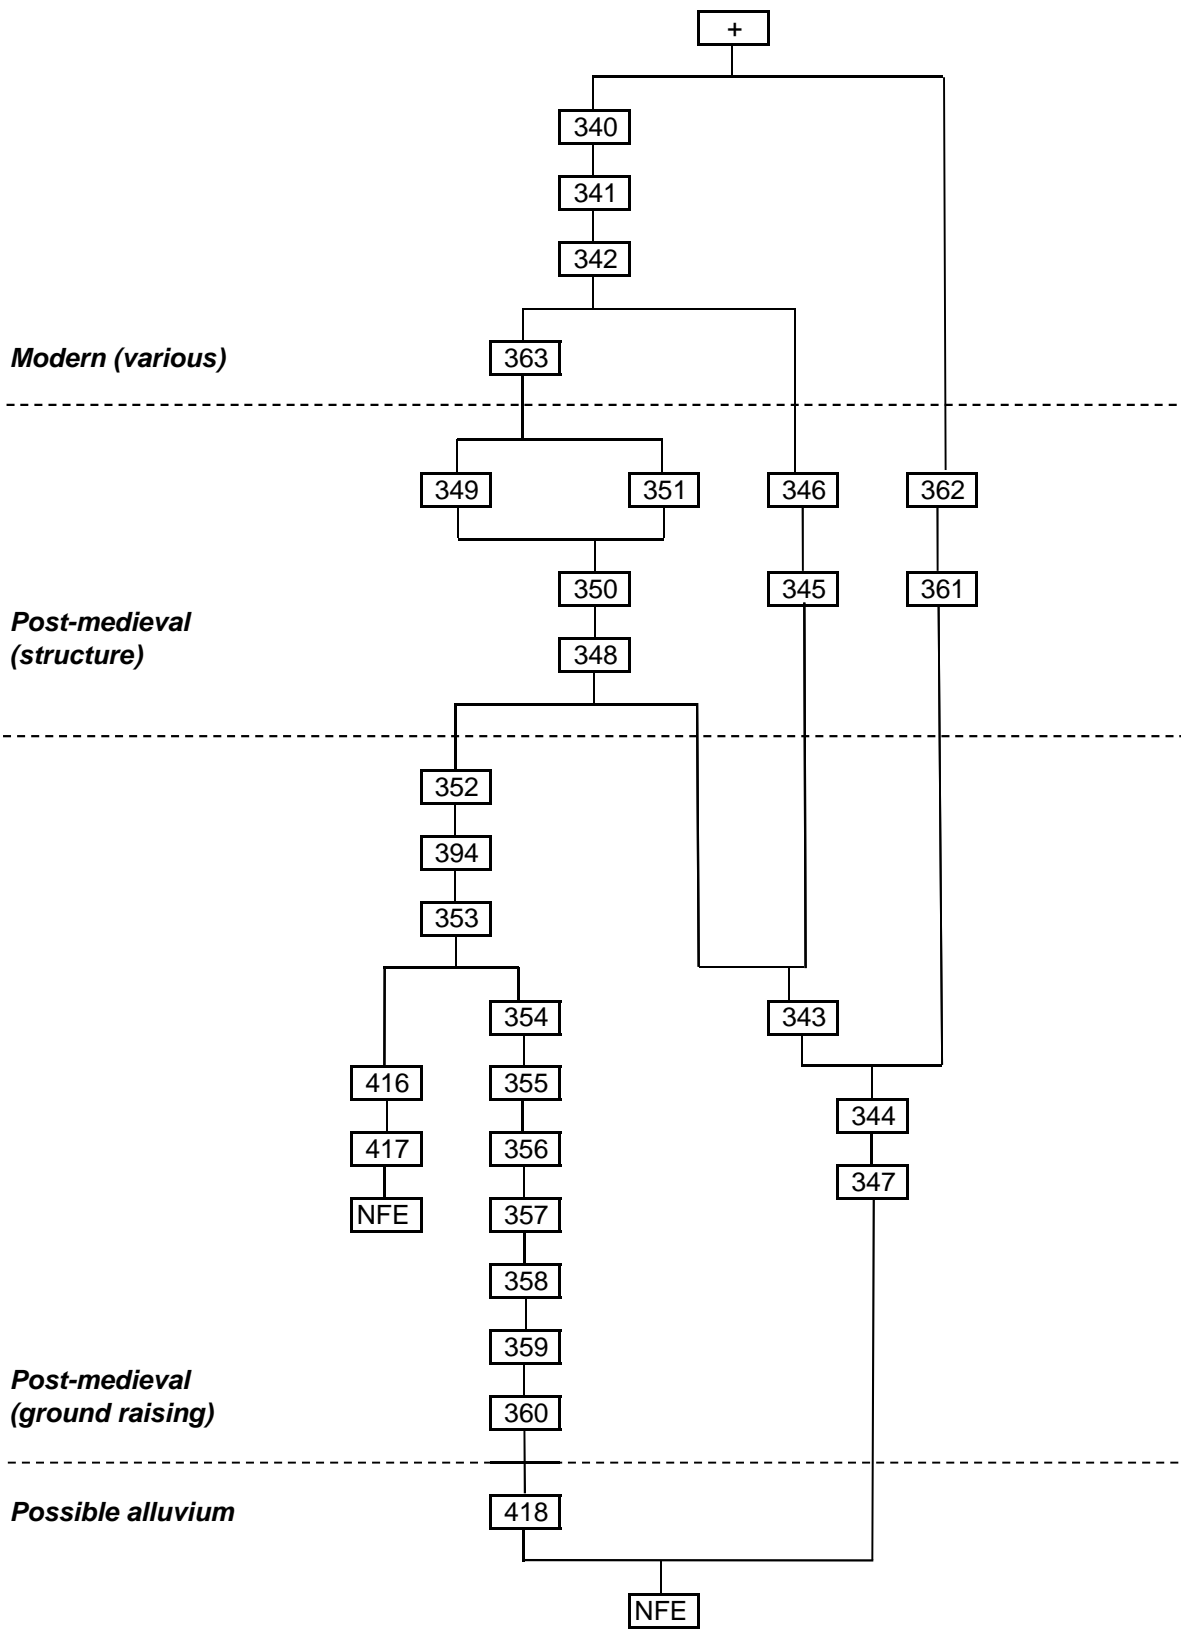 +
340
341
342
Modern (various)
363
349 351 346 362
350 345 361
Post-medieval
(structure)
348
352
394
353
354 343
416 355
344
417 356
347
NFE 357
358
359
Post-medieval
(ground raising)
360
Possible alluvium
418
NFE